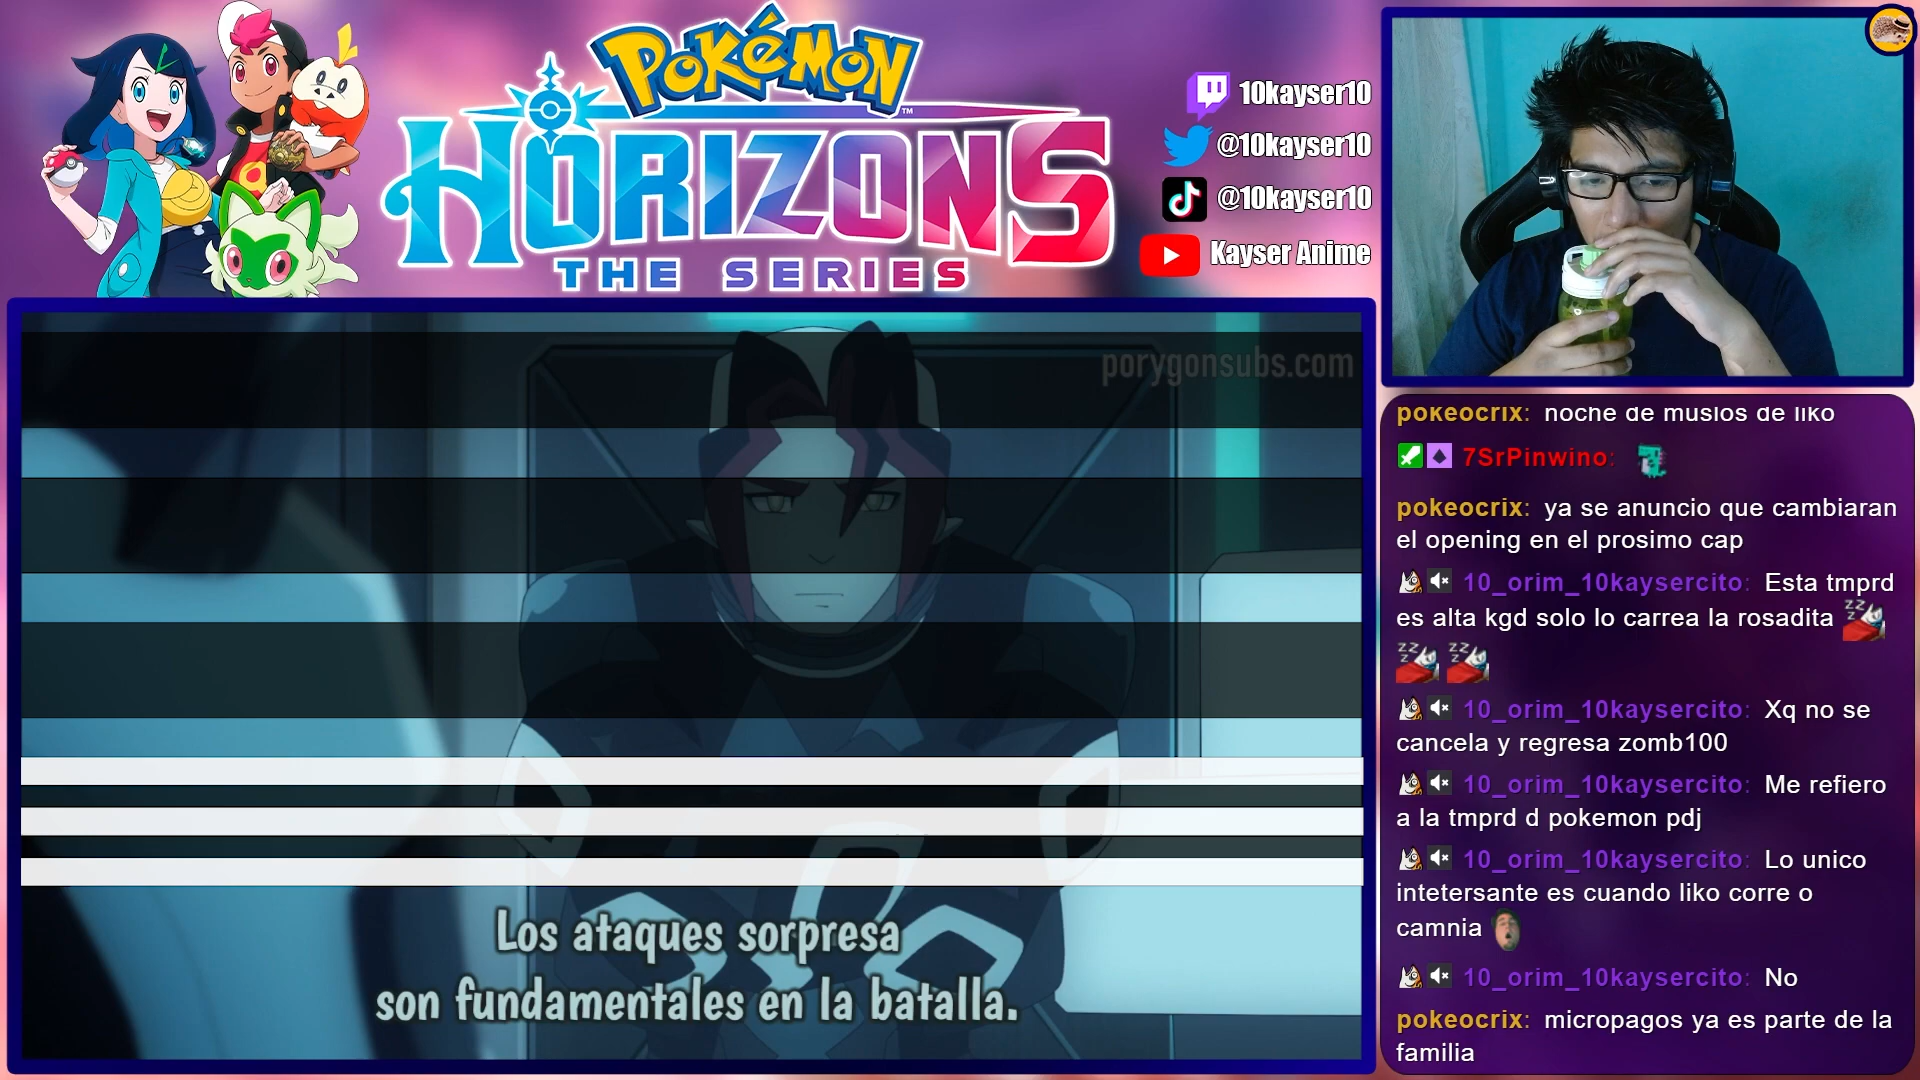 POKÉMON
HORIZONS
THE SERIES
10kayser10
@10kayser10
@10kayser10
Kayser Anime
porygonsubs.com
Los ataques sorpresa
son fundamentales en la batalla.
pokeocrix: noche de muslos de liko
7SrPinwino:
pokeocrix: ya se anuncio que cambiaran
el opening en el prosimo cap
10_orim_10kaysercito: Esta tmprd
es alta kgd solo lo carrea la rosadita
10_orim_10kaysercito: Xq no se
cancela y regresa zomb100
10_orim_10kaysercito: Me refiero
a la tmprd d pokemon pdj
10_orim_10kaysercito: Lo unico
intetersante es cuando liko corre o
camnia
10_orim_10kaysercito: No
pokeocrix: micropagos ya es parte de la
familia